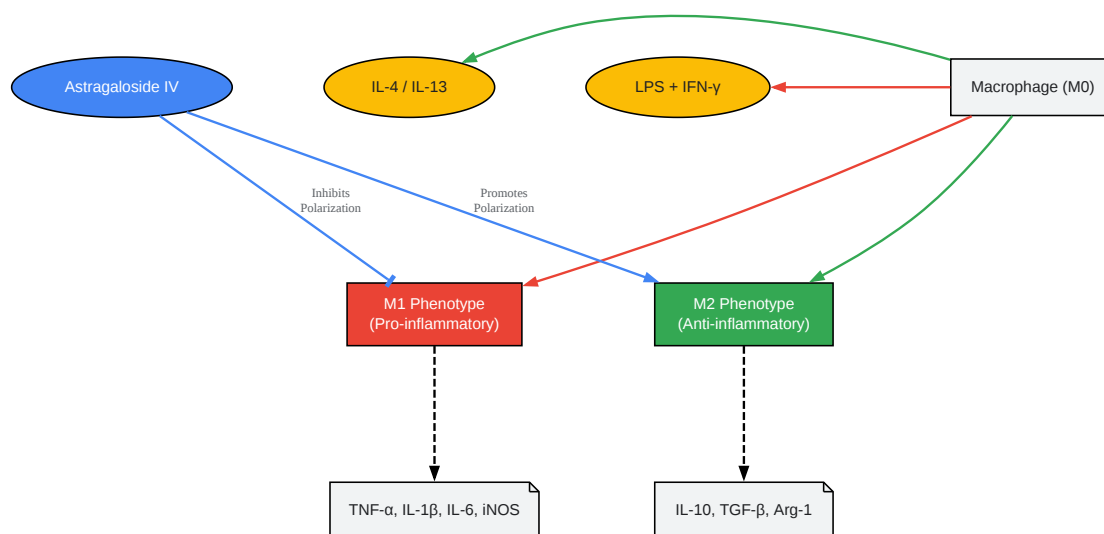 Astragaloside IV
IL-4 / IL-13
LPS + IFN-γ
Macrophage (M0)
Inhibits
Polarization
Promotes
Polarization
M1 Phenotype
(Pro-inflammatory)
M2 Phenotype
(Anti-inflammatory)
TNF-α, IL-1β, IL-6, iNOS
IL-10, TGF-β, Arg-1